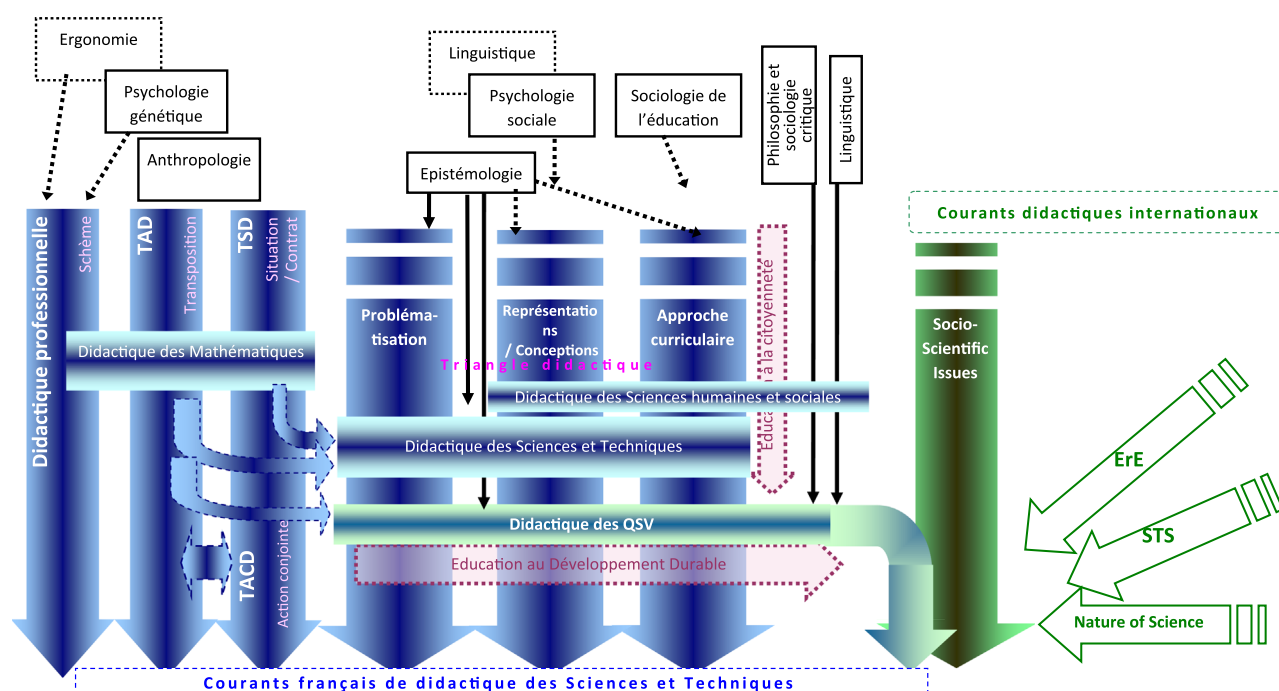 Ergonomie
Psychologie
génétique
Anthropologie
Linguistique
Psychologie
sociale
Sociologie de
l'éducation
Epistémologie
Philosophie et
sociologie
critique
Linguistique
Courants didactiques internationaux
Didactique professionnelle
Schème
TAD
Transposition
TSD
Situation
/ Contrat
Probléma-
tisation
Représentatio
ns
/ Conceptions
Approche
curriculaire
Socio-
Scientific
Issues
Didactique des Mathématiques
Triangle didactique
à la citoyenneté
Educa
Didactique des Sciences humaines et sociales
Didactique des Sciences et Techniques
Didactique des QSV
Education au Développement Durable
TACD
Action conjointe
ErE
STS
Nature of Science
Courants français de didactique des Sciences et Techniques